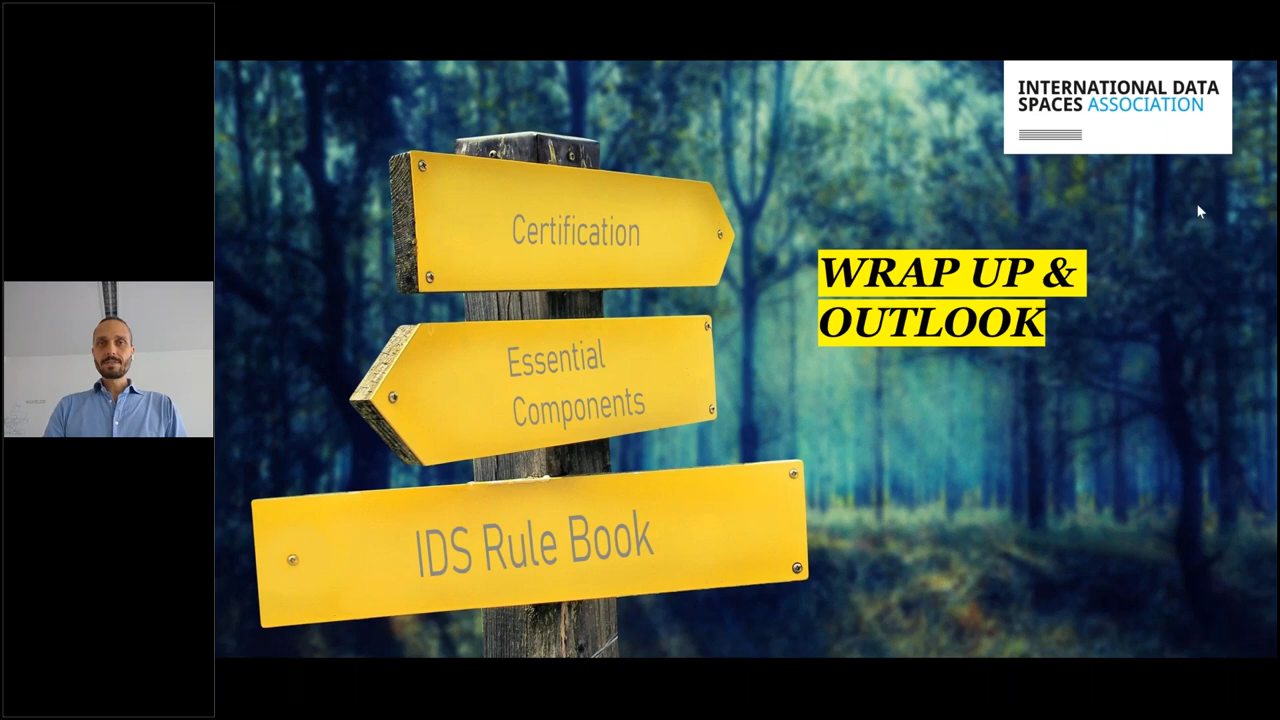 INTERNATIONAL DATA
SPACES ASSOCIATION
Certification
WRAP UP &
OUTLOOK
Essential
Components
IDS Rule Book